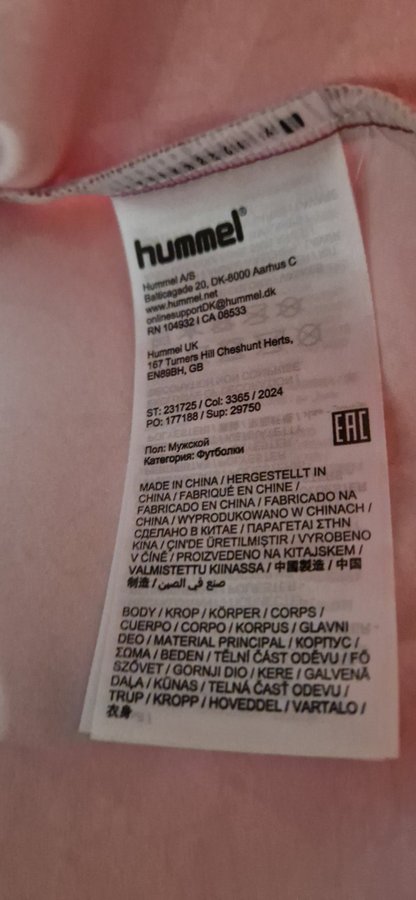 hummel®
Hummel A/S
Balticagade 20, DK-8000 Aarhus C
www.hummel.net
onlinesupportDK@hummel.dk
RN 104932 I CA 08533
Hummel UK
167 Turners Hill Cheshunt Herts,
EN89BH, GB
ST: 231725 / Col: 3365 / 2024
PO: 177188 / Sup: 29750
EAC
Пол: Мужской
Категория: Футболки
MADE IN CHINA / HERGESTELLT IN
CHINA / FABRIQUÉ EN CHINE /
FABRICADO EN CHINA / FABRICADO NA
CHINA / WYPRODUKOWANO W CHINACH /
СДЕЛАНО В КИТАЕ / ΠΑΡΑΓΕΤΑΙ ΣΤΗΝ
ΚΙΝΑ / ÇIN'DE ÜRETILMIŞTIR / VYROBENO
V ČÍNĚ / PROIZVEDENO NA KITAJSKEM /
VALMISTETTU KIINASSA / 中國製造 / 中国
制造 / صنع في الصين
BODY / KROP / KÖRPER / CORPS /
CUERPO / CORPO / KORPUS / GLAVNI
DEO / MATERIAL PRINCIPAL / КОРПУС /
ΣΩΜΑ / BEDEN / TĚLNÍ ČÁST ODĚVU / FŐ
SZÖVET / GORNJI DIO / KERE / GALVENĀ
DAĻA / KŪNAS / TELNÁ ČASŤ ODEVU /
TRUP / KROPP / HOVEDDEL / VARTALO /
衣身